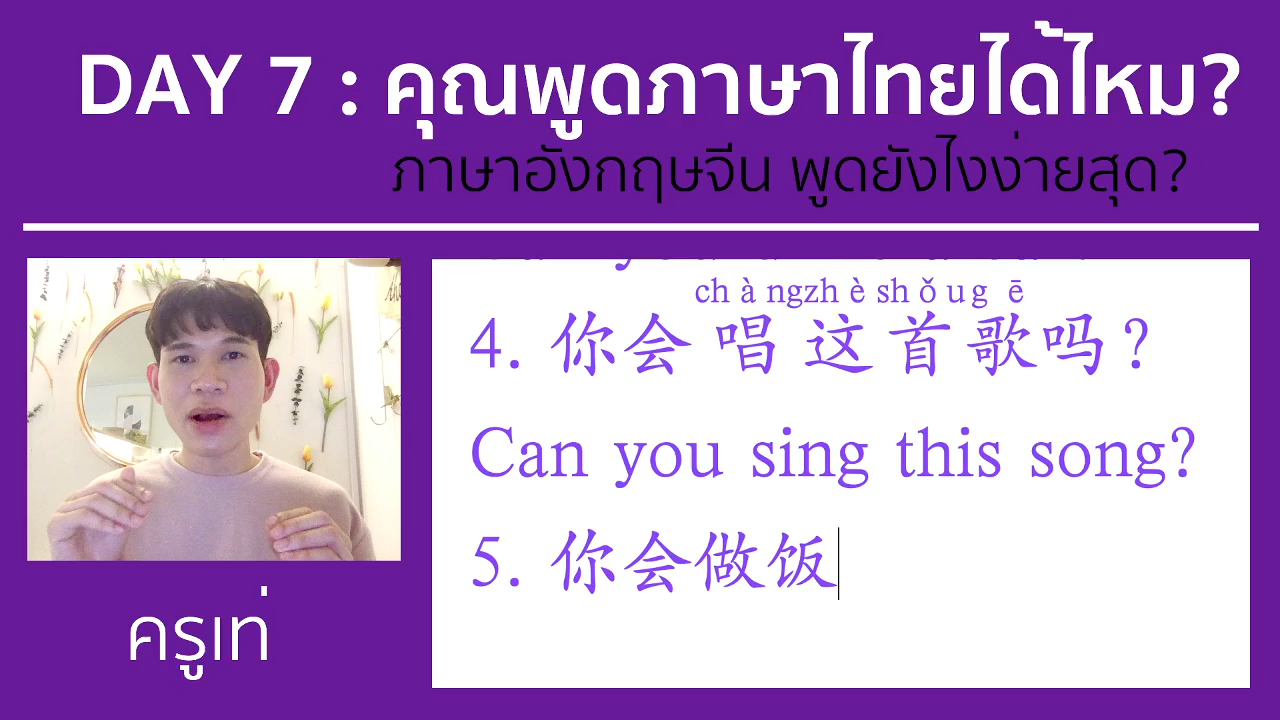 DAY 7 : คุณพูดภาษาไทยได้ไหม?
ภาษาอังกฤษจีน พูดยังไงง่ายสุด?
ch à ngzh è sh ǒ u g ē
4. 你会 唱 这 首 歌吗？
Can you sing this song?
5. 你会做饭
ครูเท่